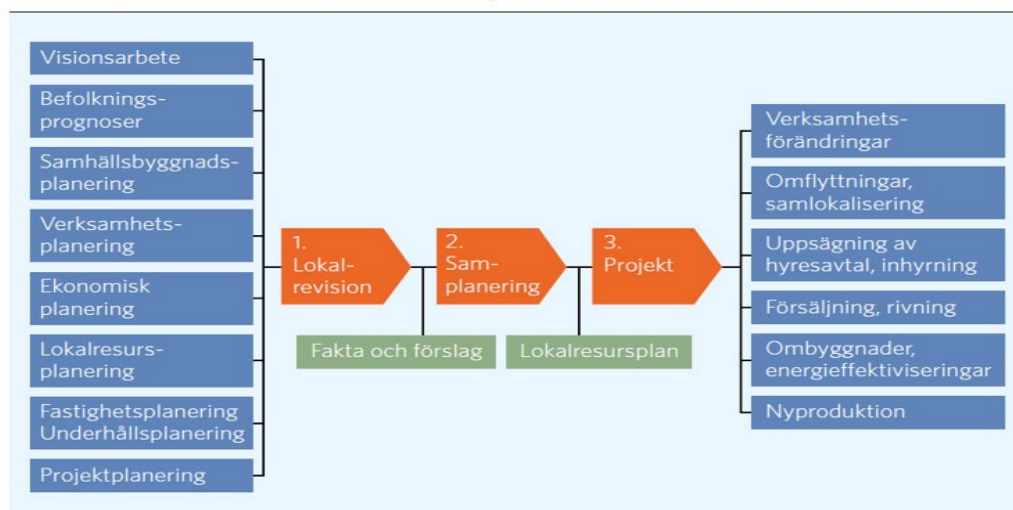 Visionsarbete
Befolknings-
prognoser
Samhällsbyggnads-
planering
Verksamhets-
planering
Ekonomisk
planering
Lokalresurs-
planering
Fastighetsplanering
Underhållsplanering
Projektplanering
1.
Lokal-
revision
2.
Sam-
planering
3.
Projekt
Fakta och förslag
Lokalresursplan
Verksamhets-
förändringar
Omflyttningar,
samlokalisering
Uppsägning av
hyresavtal, inhyrning
Försäljning, rivning
Ombyggnader,
energieffektiviseringar
Nyproduktion